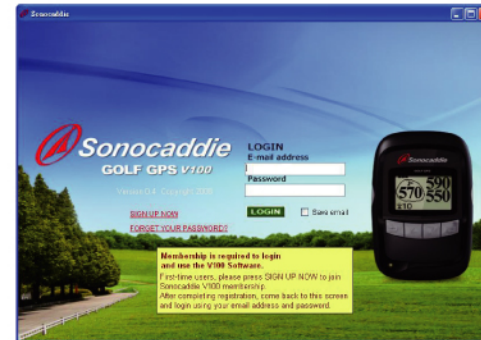 Sonocaddie
Sonocaddie
GOLF GPS V100
LOGIN
E-mail address
Password
LOGIN
Save email
SIGN UP NOW
FORGET YOUR PASSWORD?
Membership is required to login
and use the V100 Software.
First-time users, please press SIGN UP NOW to join
Sonocaddie V100 membership.
After completing registration, come back to this screen
and login using your email address and password.
Sonocaddie
570
590
550